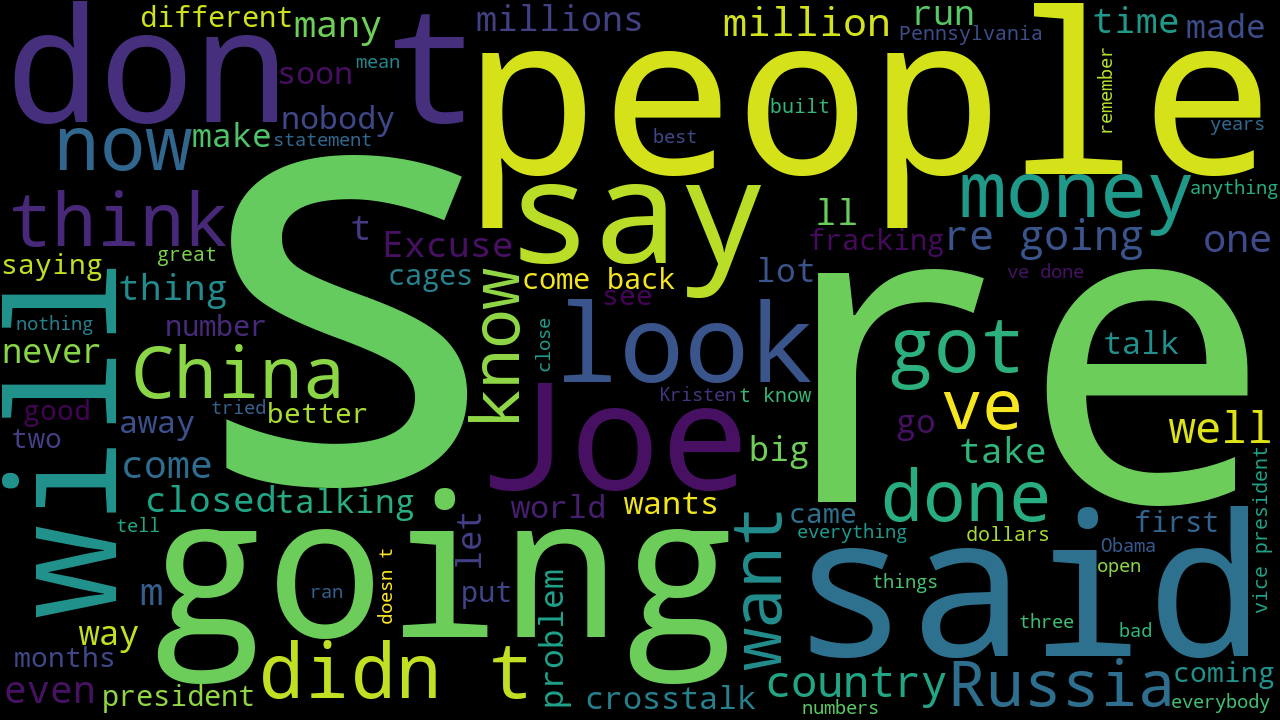 different
many
millions
million
run
Pennsylvania
time
made
don t
people
soon
mean
nobody
statement
now
make
built
best
remember
years
think
S
say
money
anything
t
ll
Excuse
fracking
re going
one
great
saying
cages
come back
lot
ve done
see
will
thing
nothing
number
never
China
know
close
look
re
got
talk
good
tried
better
Joe
Kristen
t know
ve
go
well
two
away
big
take
come
closed
talking
world
wants
done
vice president
tell
let
came
everything
dollars
first
Obama
going
want
said
open
doesn t
ran
m
put
problem
things
three
bad
way
months
didn t
even
president
crosstalk
country
numbers
Russia
coming
everybody